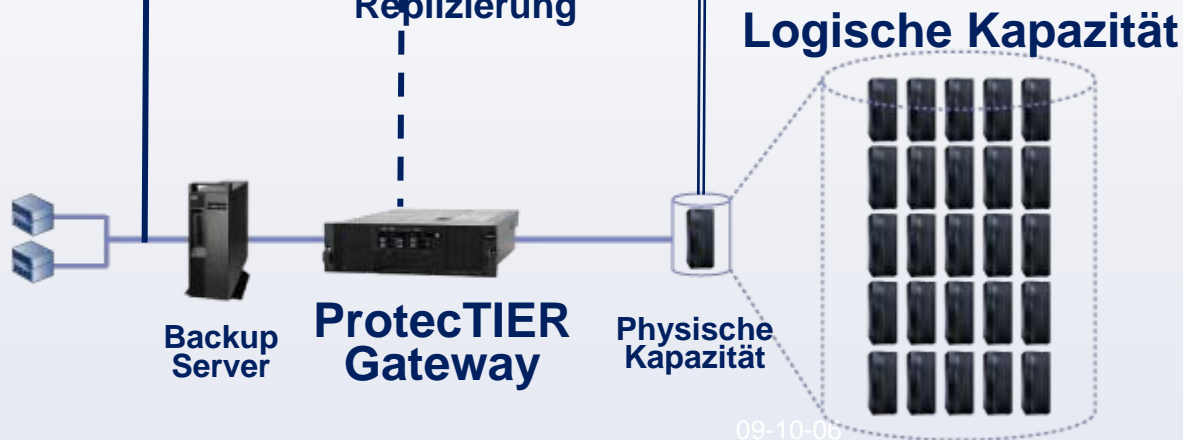 Replizierung
Logische Kapazität
Backup
Server
ProtecTIER
Gateway
Physische
Kapazität
09-10-06